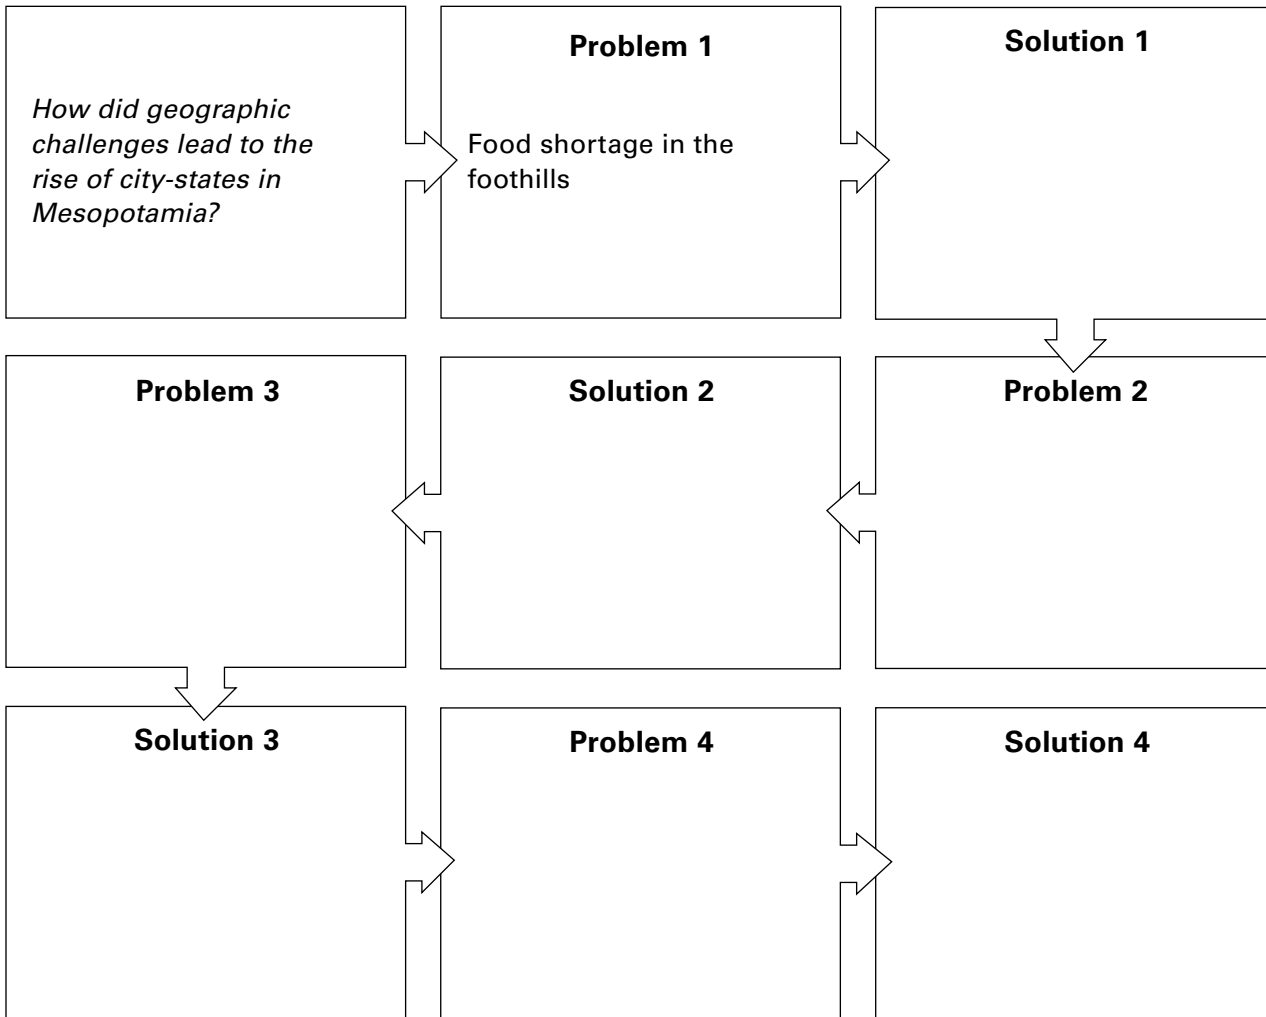 How did geographic
challenges lead to the
rise of city-states in
Mesopotamia?
Problem 1
Food shortage in the
foothills
Solution 1
Problem 2
Solution 2
Problem 3
Solution 3
Problem 4
Solution 4